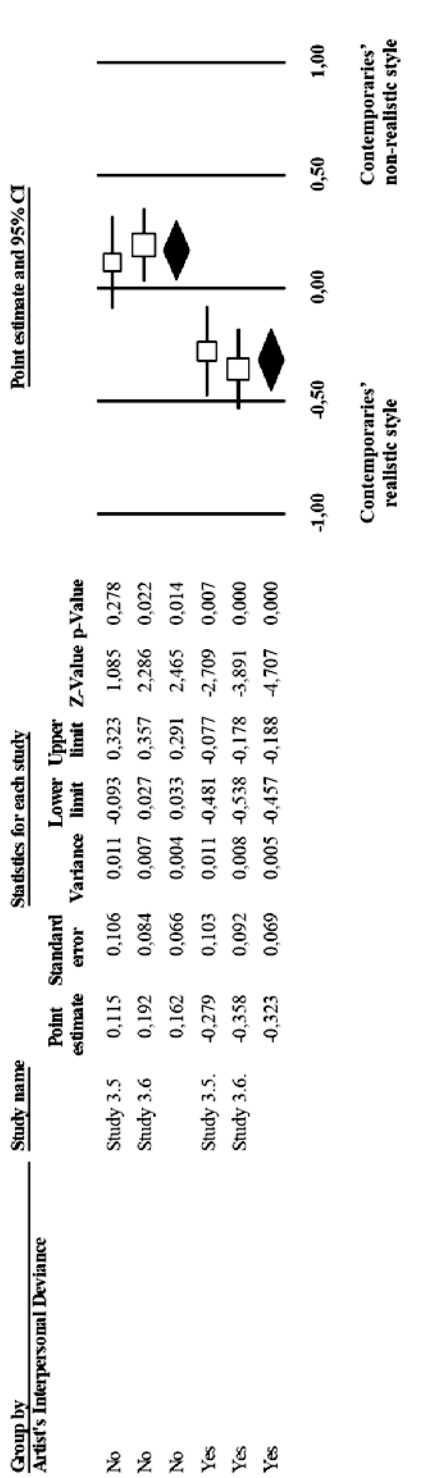 Group by
Artist's Interpersonal Deviance
Study name
Statistics for each study
Point estimate and 95% CI
Point estimate
Standard error
Variance
Lower limit
Upper limit
Z-Value
p-Value
No Study 3.5 0,115 0,106 0,011 -0,093 0,323 1,085 0,278
No Study 3.6 0,192 0,084 0,007 0,027 0,357 2,286 0,022
No 0,162 0,066 0,004 0,033 0,291 2,465 0,014
Yes Study 3.5. -0,279 0,103 0,011 -0,481 -0,077 -2,709 0,007
Yes Study 3.6. -0,358 0,092 0,008 -0,538 -0,178 -3,891 0,000
Yes -0,323 0,069 0,005 -0,457 -0,188 -4,707 0,000
-1,00 -0,50 0,00 0,50 1,00
Contemporaries'
realistic style
Contemporaries'
non-realistic style